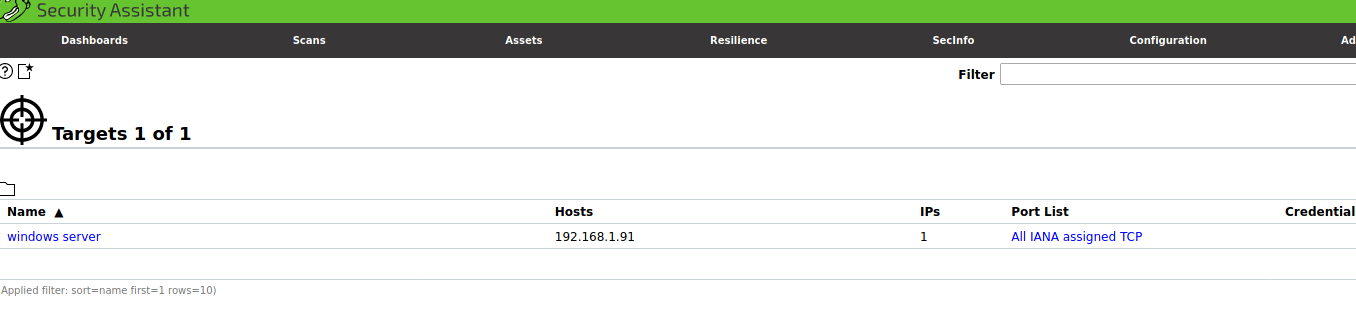 Security Assistant
Dashboards Scans Assets Resilience SecInfo Configuration Ad
? Filter
Targets 1 of 1
Name ▲ Hosts IPs Port List Credential
windows server 192.168.1.91 1 All IANA assigned TCP
Applied filter: sort=name first=1 rows=10)